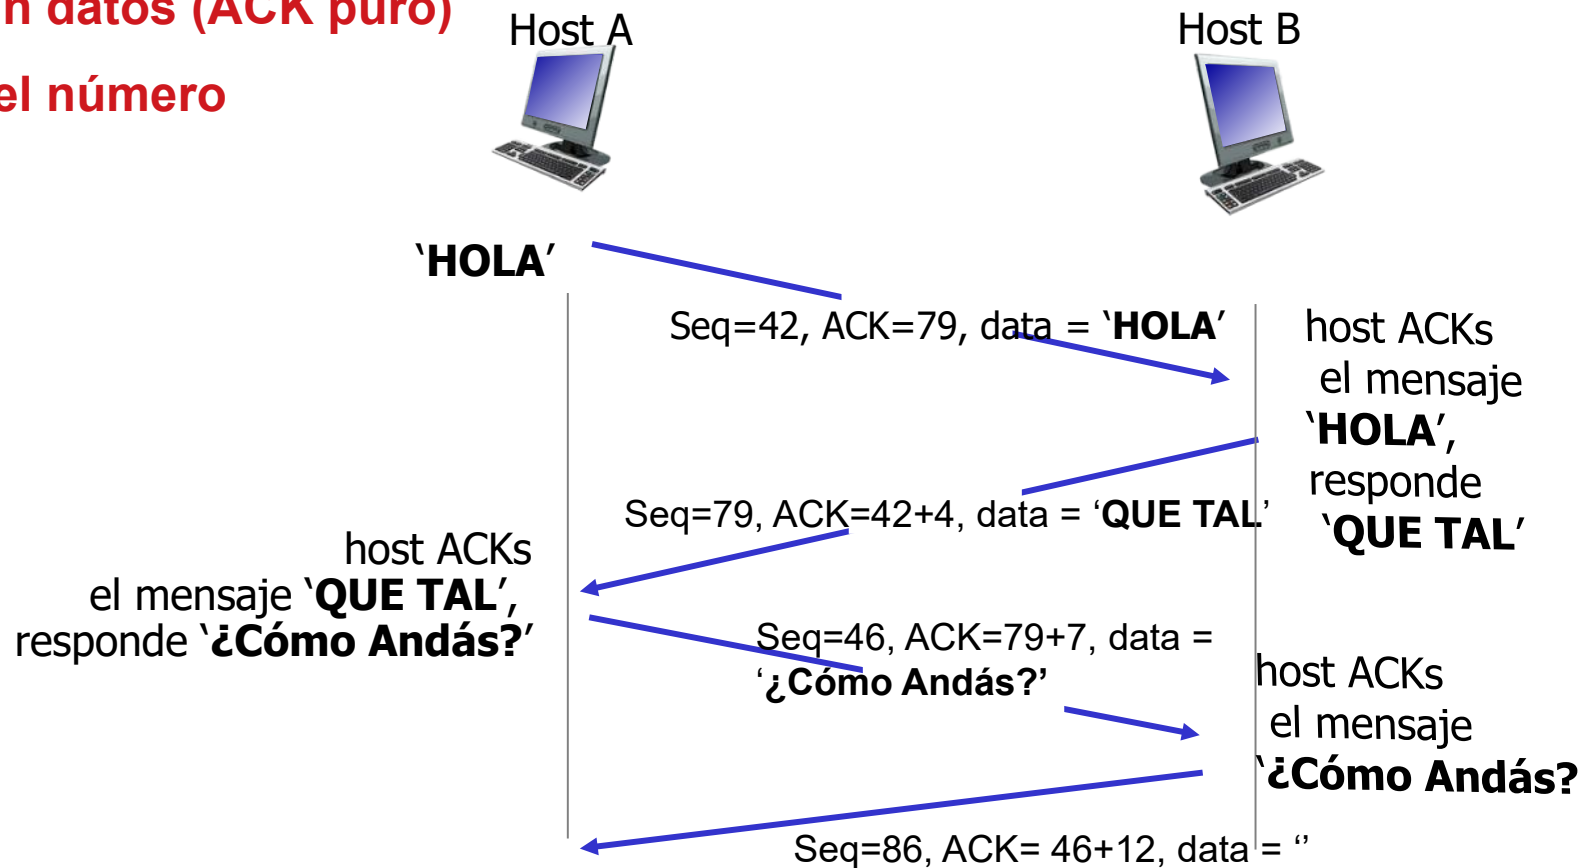 n datos (ACK puro)
el número
Host A
Host B
‘HOLA’
Seq=42, ACK=79, data = ‘HOLA’
host ACKs
el mensaje
‘HOLA’,
responde
‘QUE TAL’
Seq=79, ACK=42+4, data = ‘QUE TAL’
host ACKs
el mensaje ‘QUE TAL’,
responde ‘¿Cómo Andás?’
Seq=46, ACK=79+7, data =
‘¿Cómo Andás?’
host ACKs
el mensaje
‘¿Cómo Andás?
Seq=86, ACK= 46+12, data = ‘’